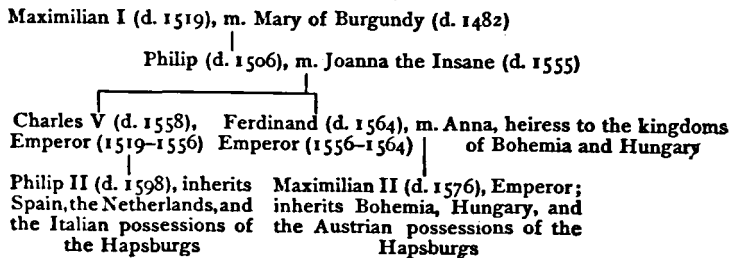 Maximilian I (d. 1519), m. Mary of Burgundy (d. 1482)
Philip (d. 1506), m. Joanna the Insane (d. 1555)
Charles V (d. 1558),
Emperor (1519–1556)
Ferdinand (d. 1564), m. Anna, heiress to the kingdoms
Emperor (1556–1564) of Bohemia and Hungary
Philip II (d. 1598), inherits
Spain, the Netherlands, and
the Italian possessions of
the Hapsburgs
Maximilian II (d. 1576), Emperor;
inherits Bohemia, Hungary, and
the Austrian possessions of the
Hapsburgs